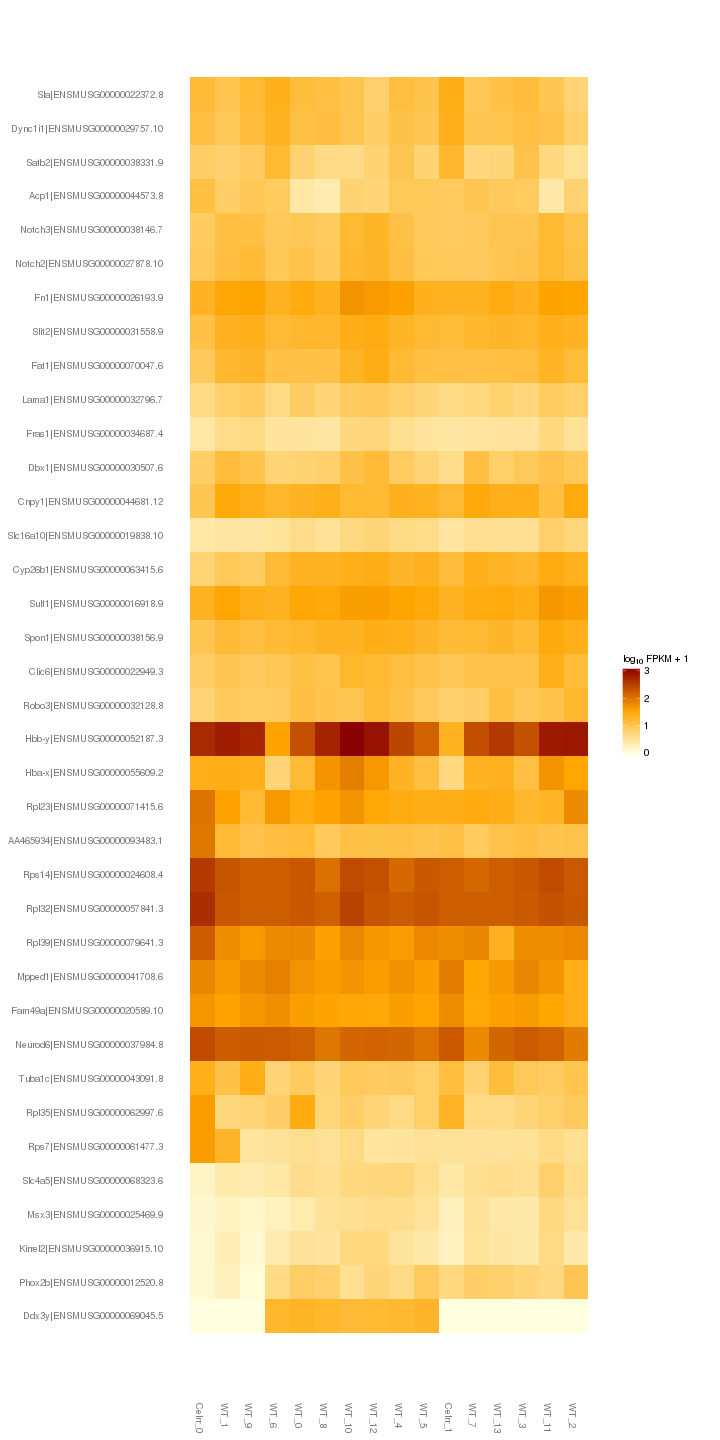 Sla|ENSMUSG00000022372.8
Dync1i1|ENSMUSG00000029757.10
Satb2|ENSMUSG00000038331.9
Acp1|ENSMUSG00000044573.8
Notch3|ENSMUSG00000038146.7
Notch2|ENSMUSG00000027878.10
Fn1|ENSMUSG00000026193.9
Slit2|ENSMUSG00000031558.9
Fat1|ENSMUSG00000070047.6
Lama1|ENSMUSG00000032796.7
Fras1|ENSMUSG00000034687.4
Dbx1|ENSMUSG00000030507.6
Cnpy1|ENSMUSG00000044681.12
Slc16a10|ENSMUSG00000019838.10
Cyp26b1|ENSMUSG00000063415.6
Sulf1|ENSMUSG00000016918.9
Spon1|ENSMUSG00000038156.9
Clic6|ENSMUSG00000022949.3
log10 FPKM + 1
3
2
1
0
Robo3|ENSMUSG00000032128.8
Hbb-y|ENSMUSG00000052187.3
Hba-x|ENSMUSG00000055609.2
Rpl23|ENSMUSG00000071415.6
AA465934|ENSMUSG00000093483.1
Rps14|ENSMUSG00000024608.4
Rpl32|ENSMUSG00000057841.3
Rpl39|ENSMUSG00000079641.3
Mpped1|ENSMUSG00000041708.6
Fam49a|ENSMUSG00000020589.10
Neurod6|ENSMUSG00000037984.8
Tuba1c|ENSMUSG00000043091.8
Rpl35|ENSMUSG00000062997.6
Rps7|ENSMUSG00000061477.3
Slc4a5|ENSMUSG00000068323.6
Msx3|ENSMUSG00000025469.9
Kirrel2|ENSMUSG00000036915.10
Phox2b|ENSMUSG00000012520.8
Ddx3y|ENSMUSG00000069045.5
Celrr_0
WT_1
WT_9
WT_6
WT_0
WT_8
WT_10
WT_12
WT_4
WT_5
Celrr_1
WT_7
WT_13
WT_3
WT_11
WT_2